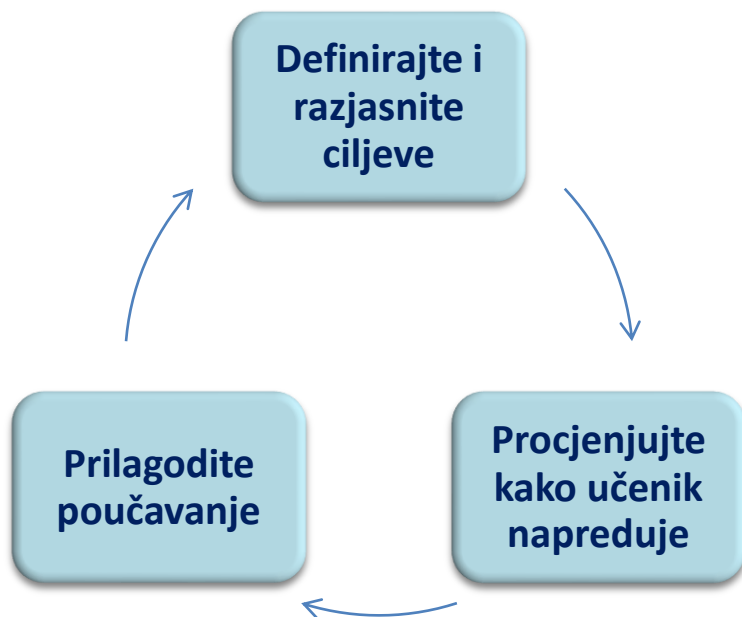 Definirajte i
razjasnite
ciljeve
Prilagodite
poučavanje
Procjenjujte
kako učenik
napreduje